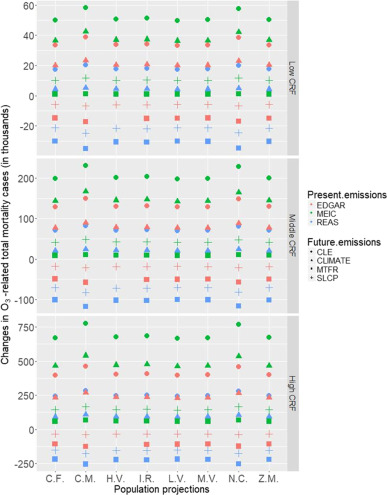 Changes in O3-related total mortality cases (in thousands)
60
40
20
0
-20
Low CRF
200
100
0
-100
Middle CRF
750
500
250
0
-250
High CRF
C.F. C.M. H.V. I.R. L.V. M.V. N.C. Z.M.
Population projections
Present.emissions
EDGAR
MEIC
REAS
Future.emissions
CLE
CLIMATE
MTFR
SLCP